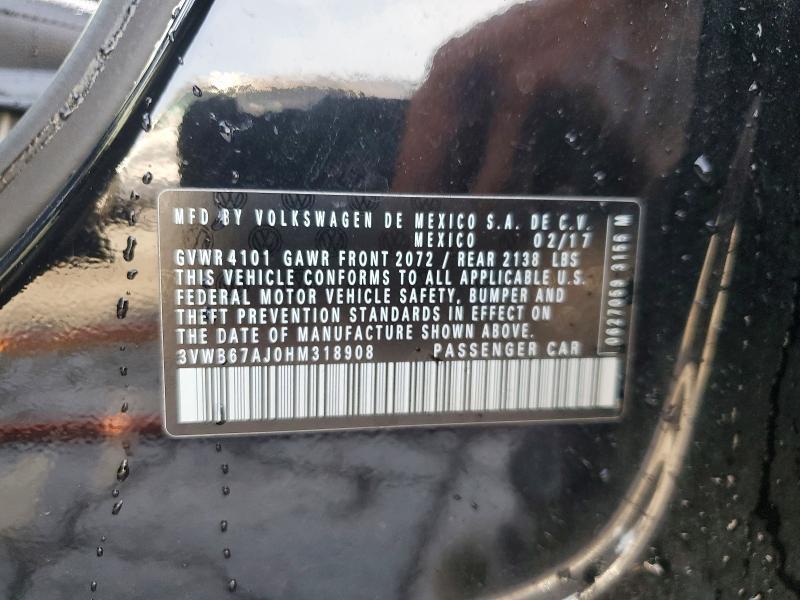 MFD BY VOLKSWAGEN DE MEXICO S.A. DE C.V.
MEXICO 02/17
GVWR 4101 GAWR FRONT 2072 / REAR 2138 LBS
THIS VEHICLE CONFORMS TO ALL APPLICABLE U.S.
FEDERAL MOTOR VEHICLE SAFETY, BUMPER AND
THEFT PREVENTION STANDARDS IN EFFECT ON
THE DATE OF MANUFACTURE SHOWN ABOVE.
3VWB67AJ0HM318908 PASSENGER CAR